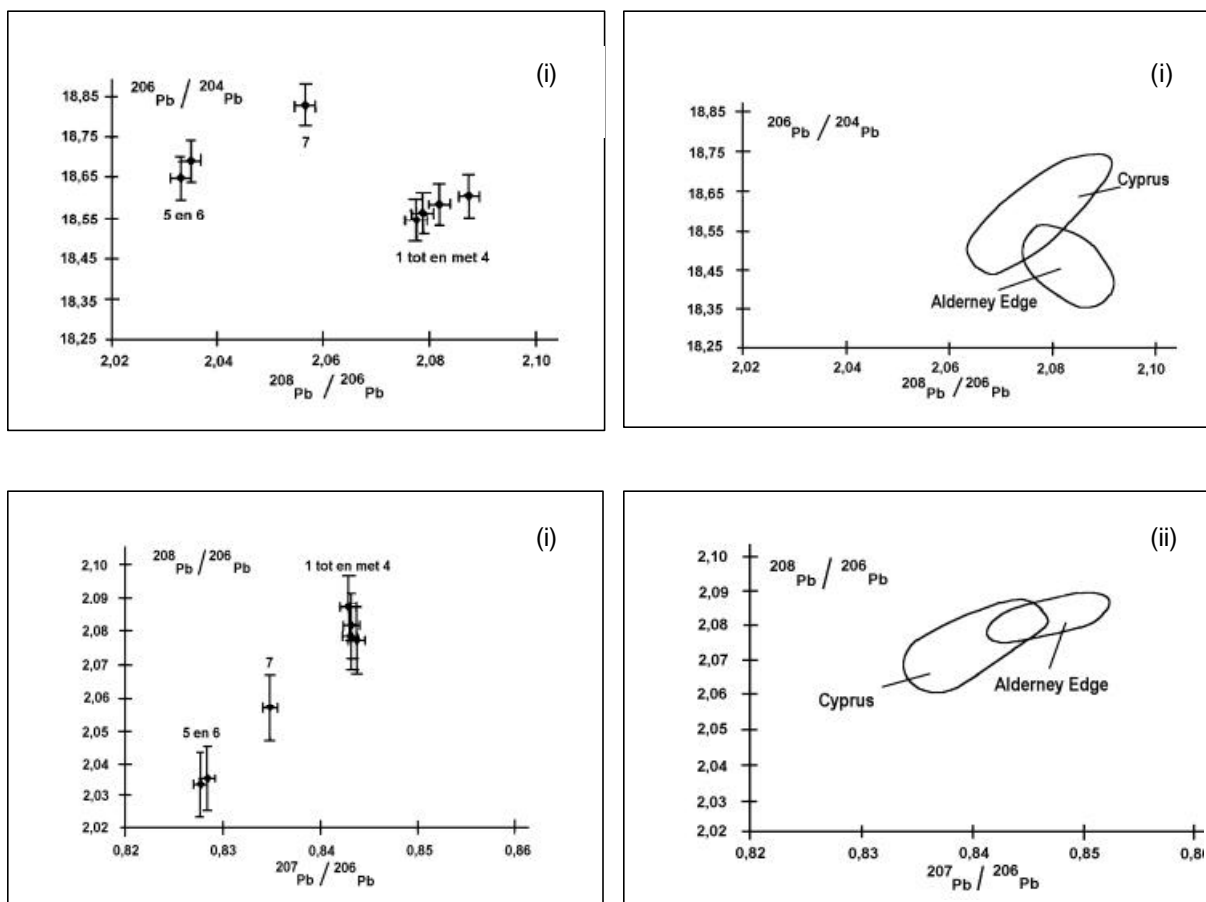 (i)
206Pb / 204Pb
18,85
18,75
18,65
18,55
18,45
18,35
18,25
7
5 en 6
1 tot en met 4
2,02 2,04 2,06 2,08 2,10
208Pb / 206Pb
(i)
206Pb / 204Pb
18,85
18,75
18,65
18,55
18,45
18,35
18,25
Cyprus
Alderney Edge
2,02 2,04 2,06 2,08 2,10
208Pb / 206Pb
(i)
208Pb / 206Pb
1 tot en met 4
2,10
2,09
2,08
2,07
2,06
2,05
2,04
2,03
2,02
7
5 en 6
0,82 0,83 0,84 0,85 0,86
207Pb / 206Pb
(ii)
208Pb / 206Pb
2,10
2,09
2,08
2,07
2,06
2,05
2,04
2,03
2,02
Cyprus
Alderney Edge
0,82 0,83 0,84 0,85
207Pb / 206Pb